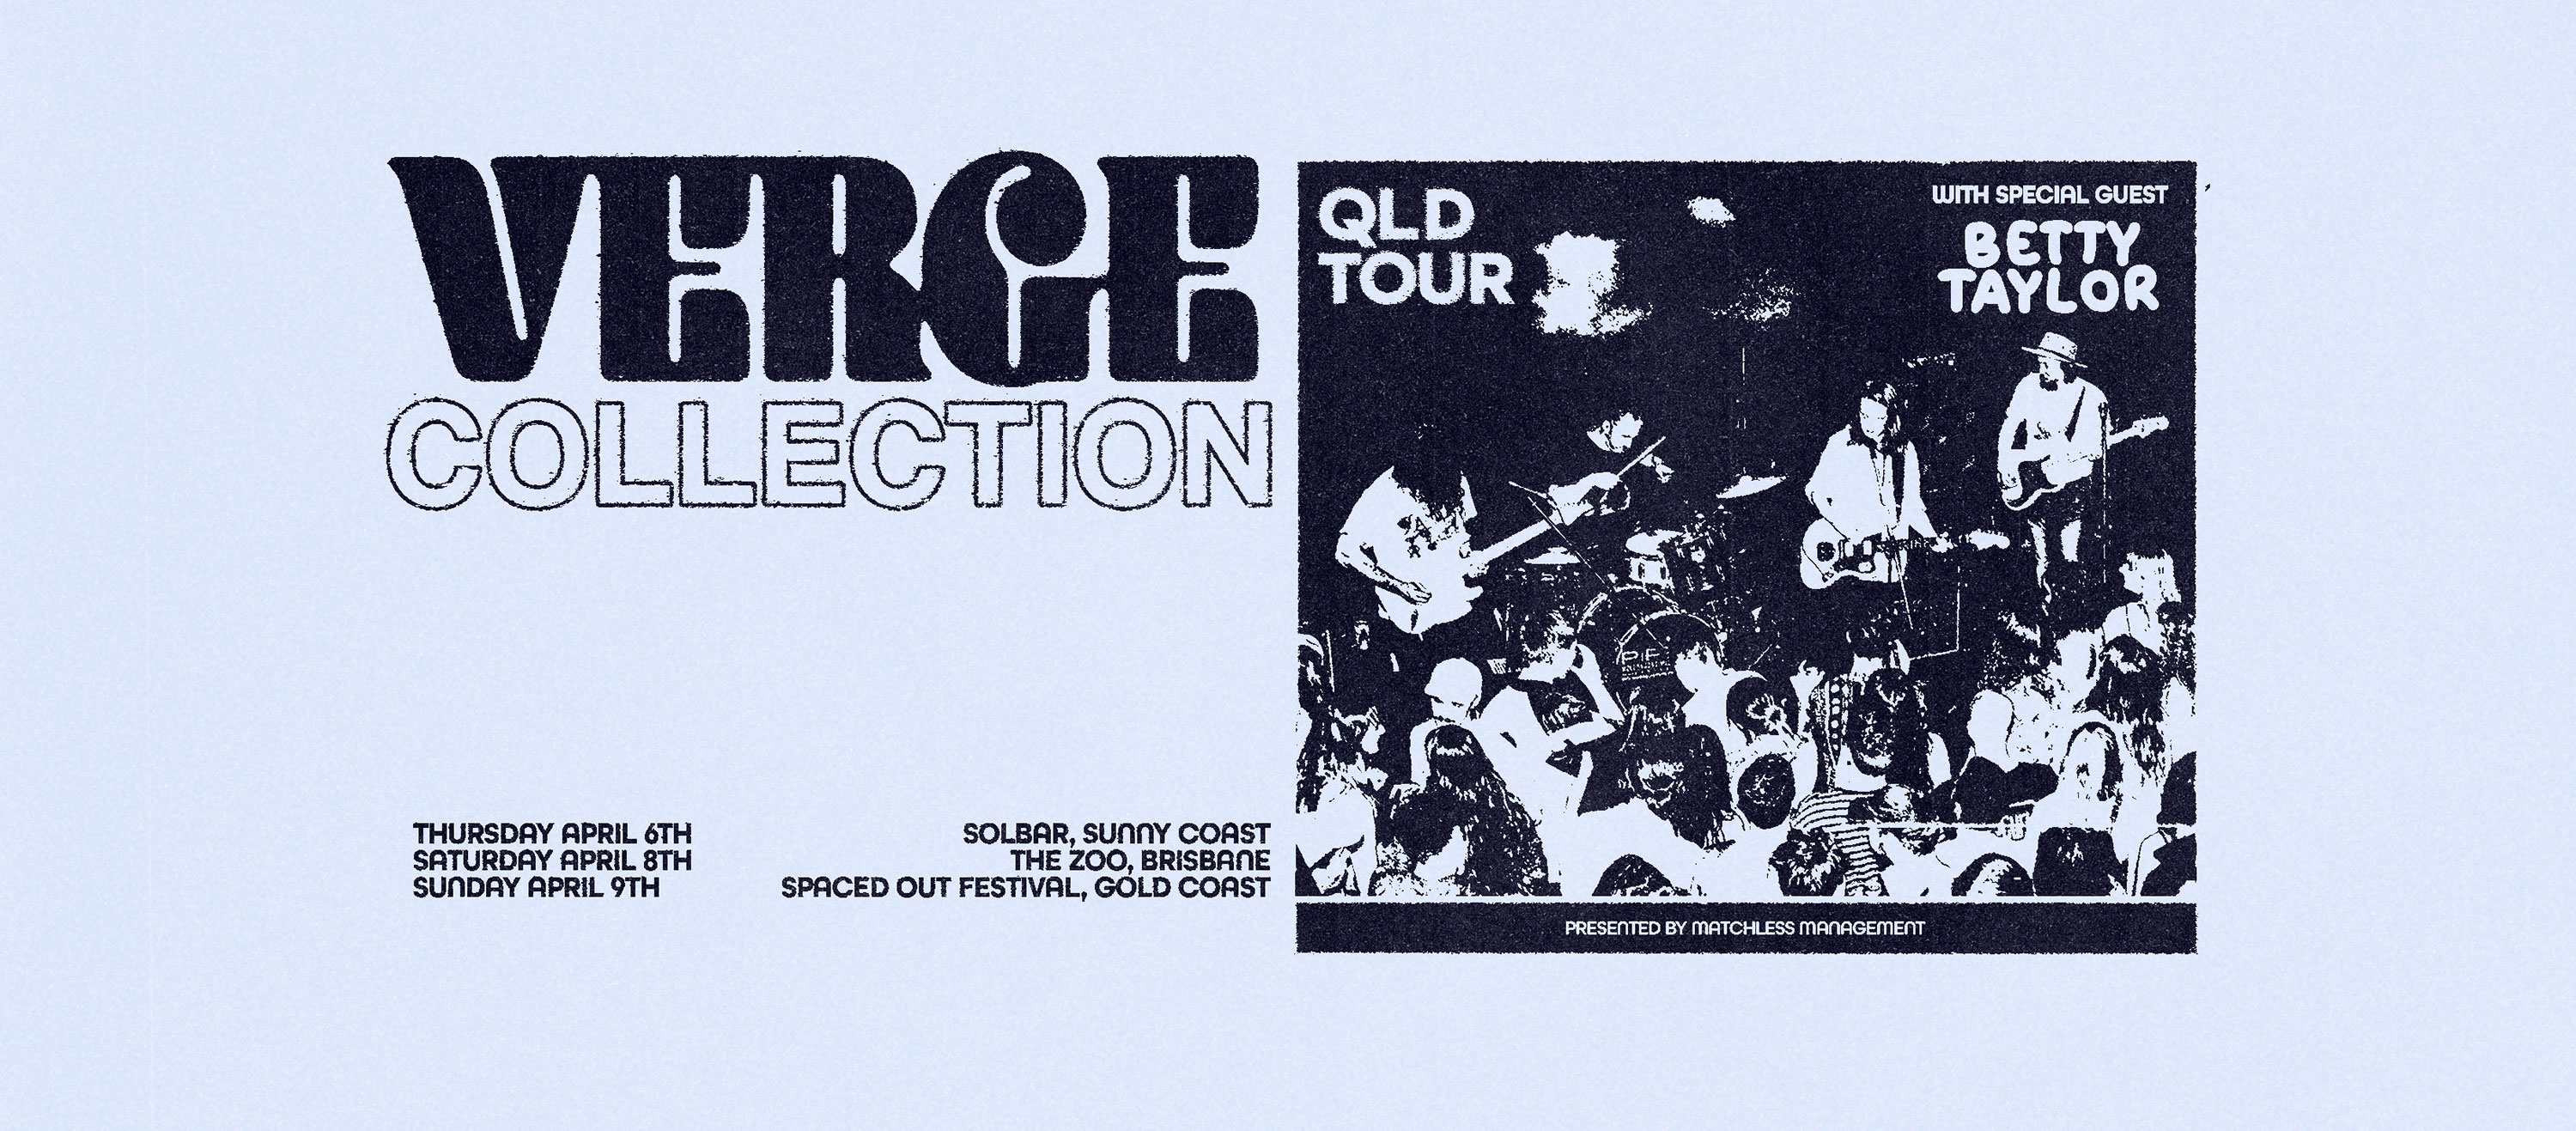 VERGE
COLLECTION
QLD
TOUR
WITH SPECIAL GUEST
BETTY
TAYLOR
THURSDAY APRIL 6TH SOLBAR, SUNNY COAST
SATURDAY APRIL 8TH THE ZOO, BRISBANE
SUNDAY APRIL 9TH SPACED OUT FESTIVAL, GOLD COAST
PRESENTED BY MATCHLESS MANAGEMENT